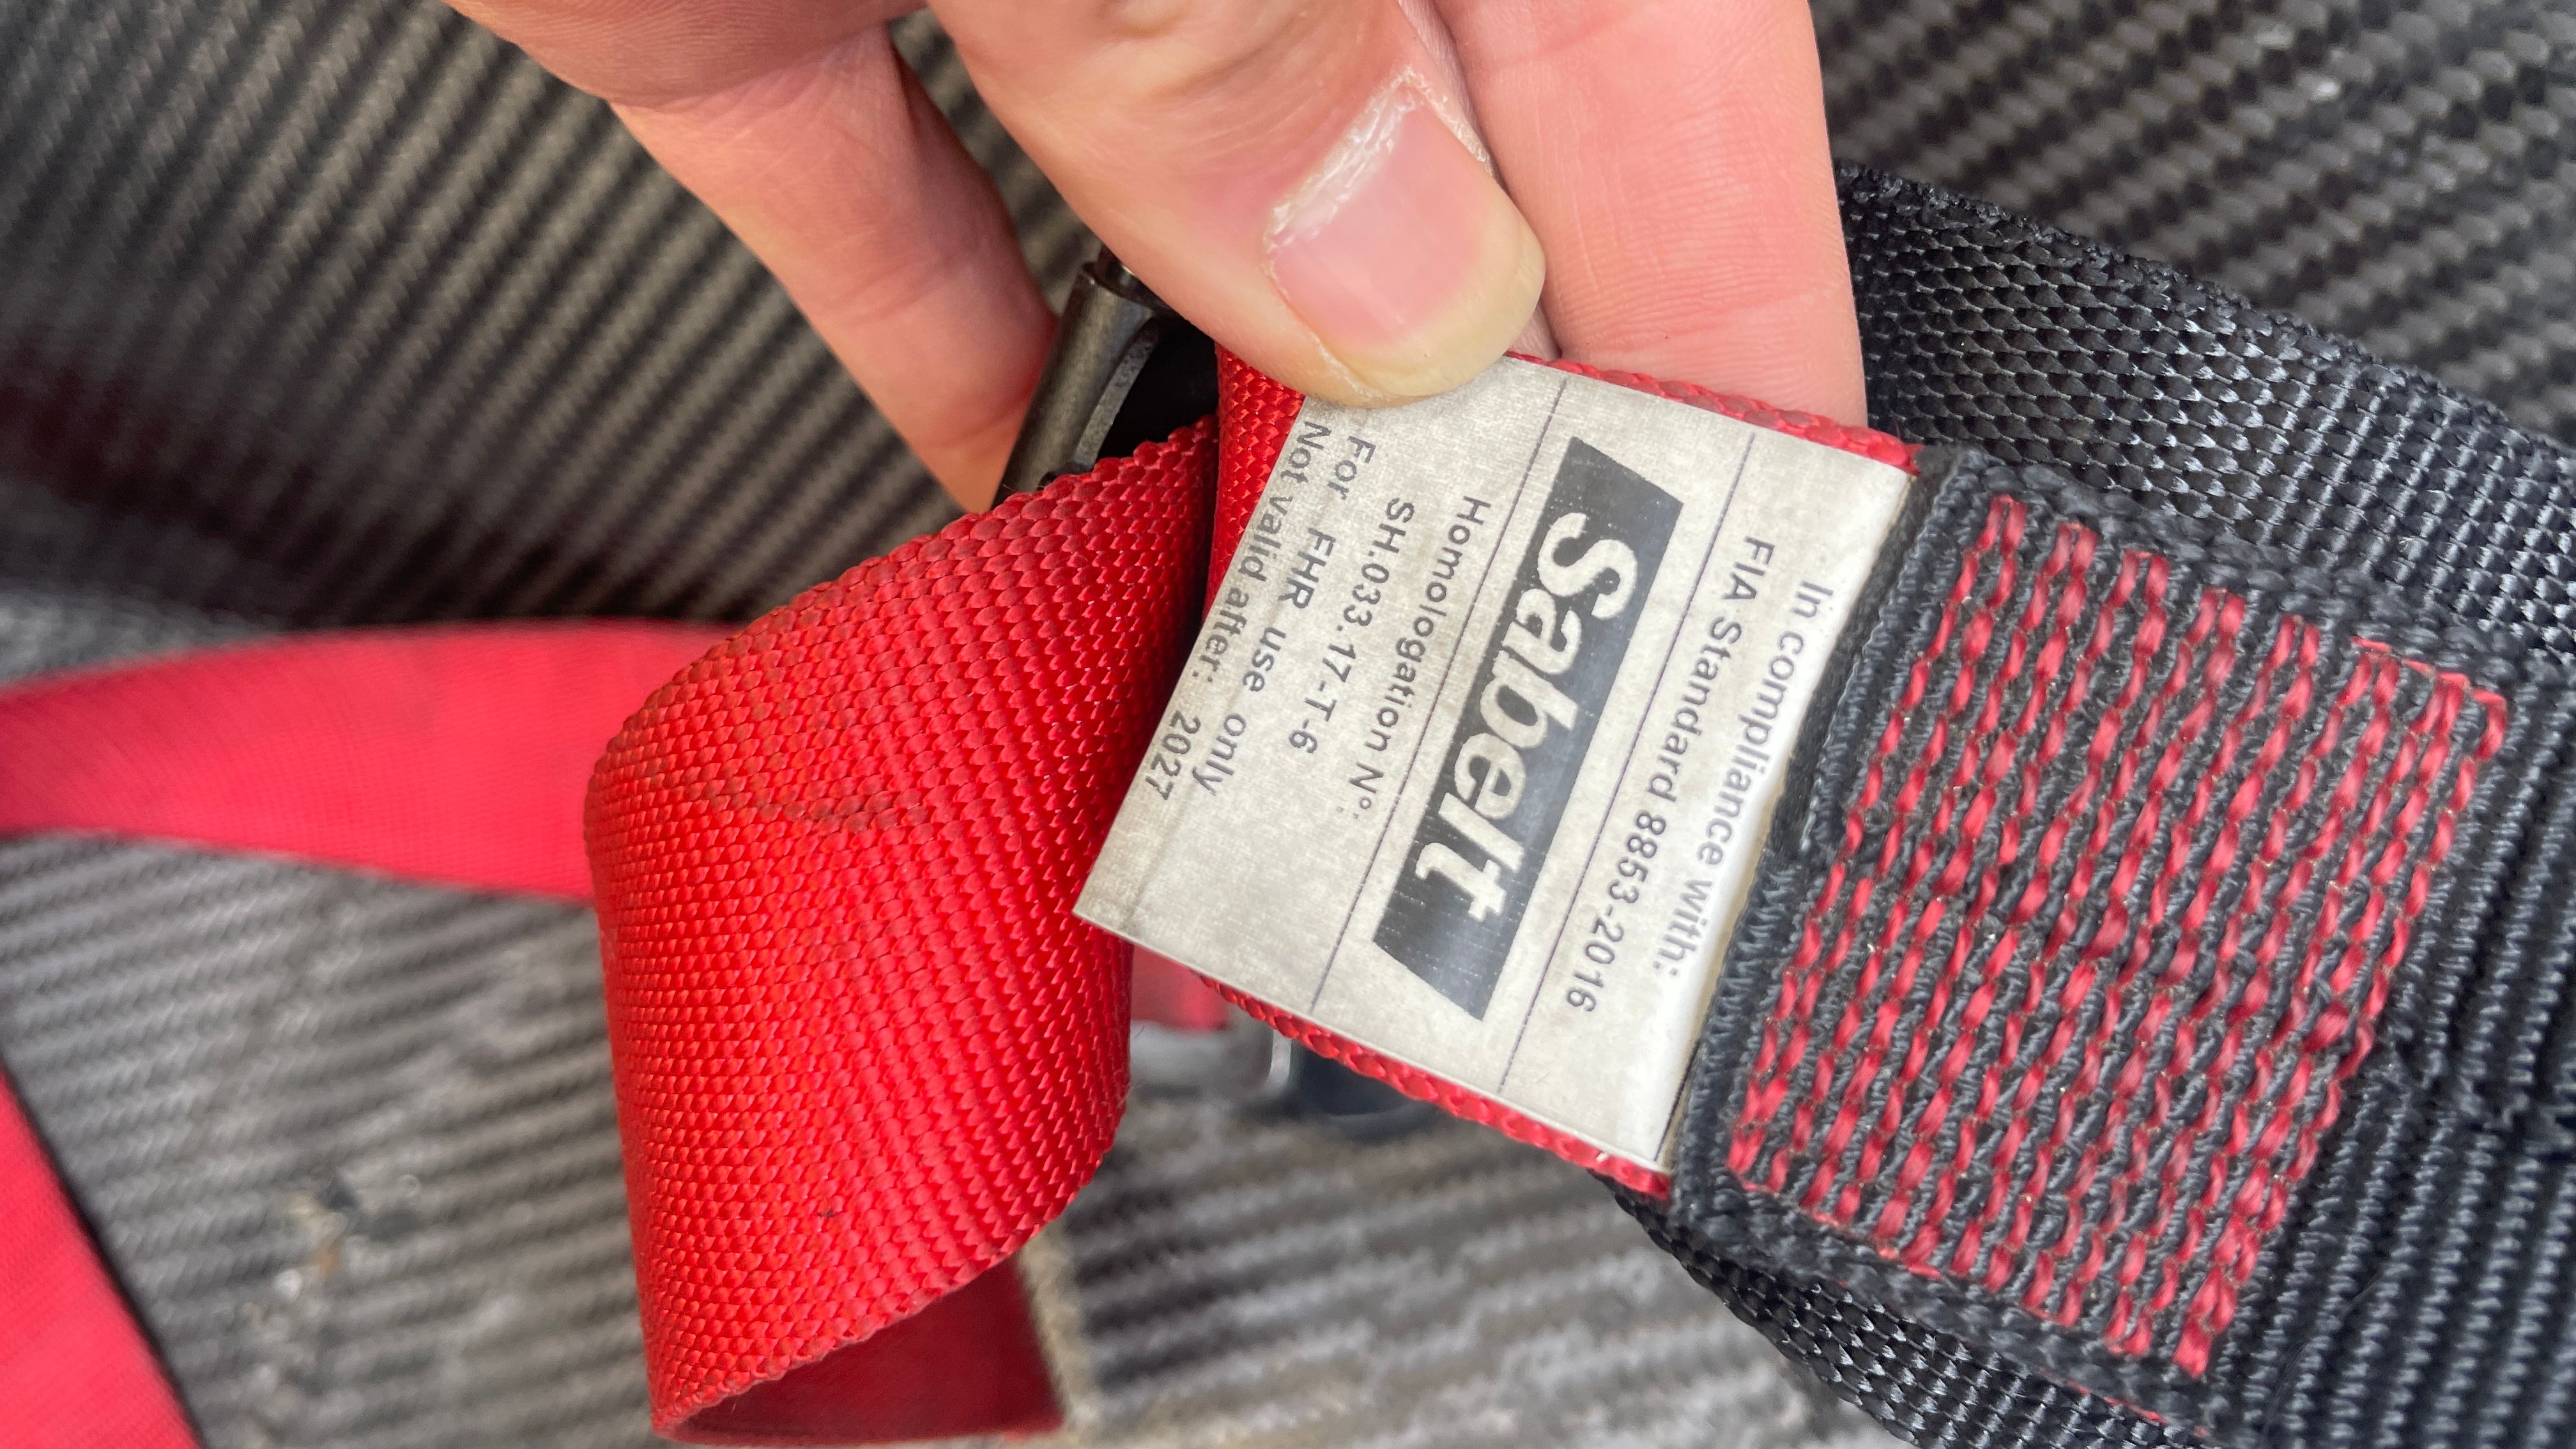 In compliance with:
FIA Standard 8853-2016
Sabelt
Homologation N°:
SH.033.17-T-6
For FHR use only
Not valid after: 2027